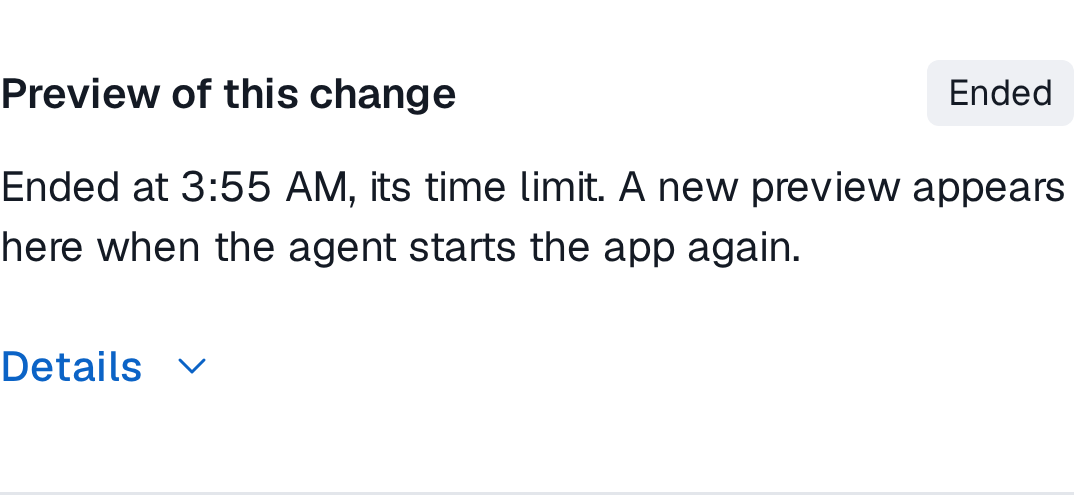 Preview of this change
Ended
Ended at 3:55 AM, its time limit. A new preview appears
here when the agent starts the app again.
Details